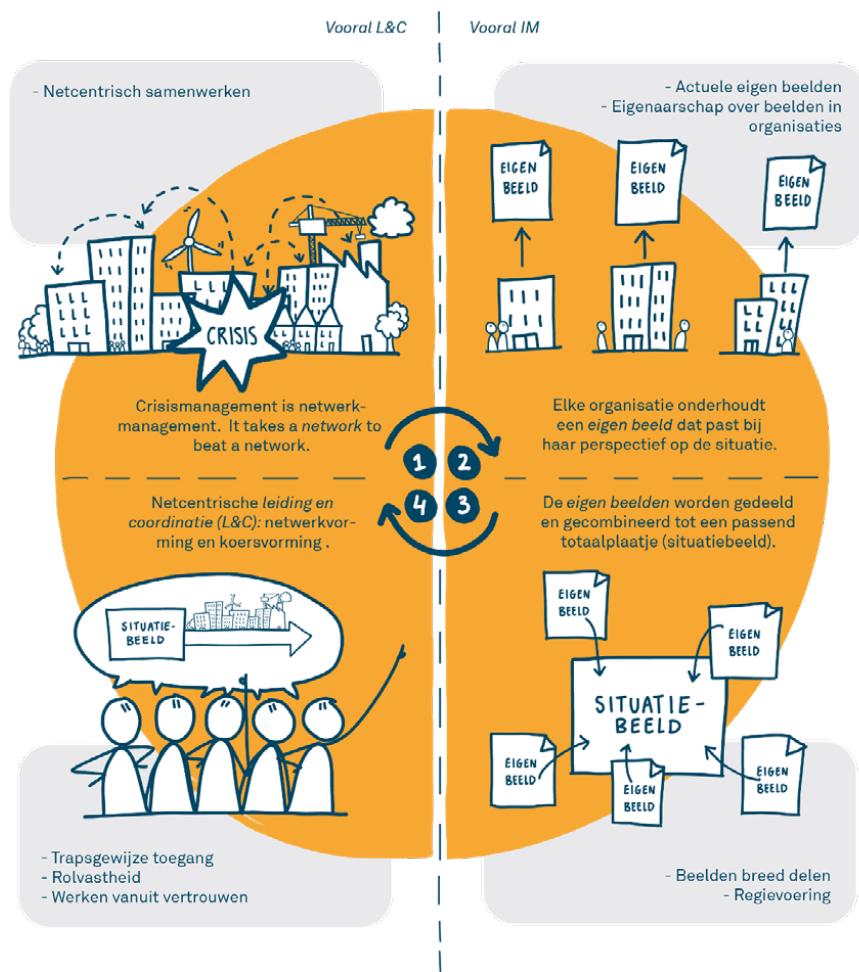 Vooral L&C
Vooral IM
- Netcentrisch samenwerken
- Actuele eigen beelden
- Eigenaarschap over beelden in
organisaties
EIGEN
BEELD
EIGEN
BEELD
EIGEN
BEELD
CRISIS
Crisismanagement is netwerk-
management. It takes a network to
beat a network.
Elke organisatie onderhoudt
een eigen beeld dat past bij
haar perspectief op de situatie.
1 2
4 3
Netcentrische leiding en
coordinatie (L&C): netwerkvor-
ming en koersvorming .
De eigen beelden worden gedeeld
en gecombineerd tot een passend
totaalplaatje (situatiebeeld).
SITUATIE-
BEELD
EIGEN
BEELD
EIGEN
BEELD
SITUATIE-
BEELD
EIGEN
BEELD
EIGEN
BEELD
EIGEN
BEELD
- Trapsgewijze toegang
- Rolvastheid
- Werken vanuit vertrouwen
- Beelden breed delen
- Regievoering